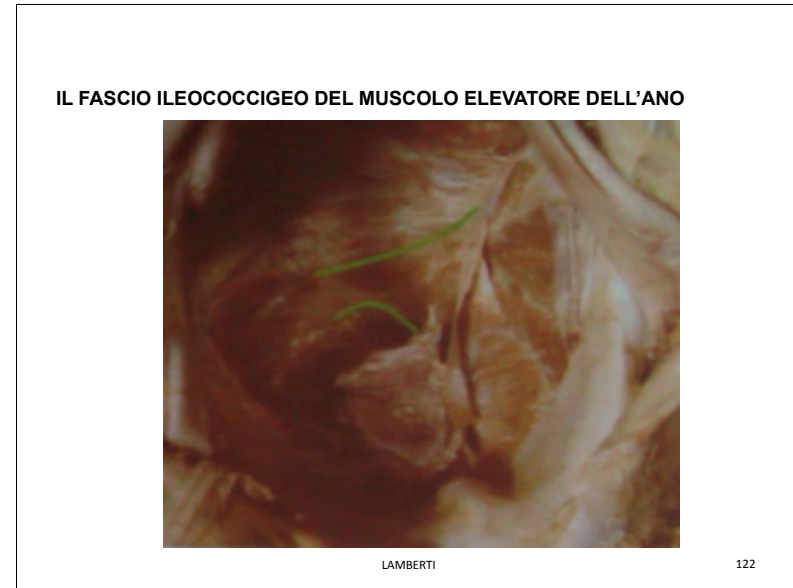 IL FASCIO ILEOCOCCIGEO DEL MUSCOLO ELEVATORE DELL’ANO
LAMBERTI
122